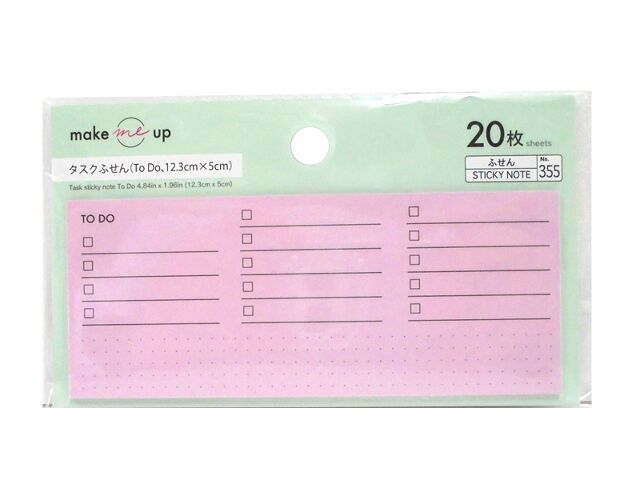 make me up
20枚 sheets
タスクふせん(To Do、12.3cm×5cm)
Task sticky note To Do 4.84in x 1.96in (12.3cm x 5cm)
ふせん
STICKY NOTE
No.
355
TO DO